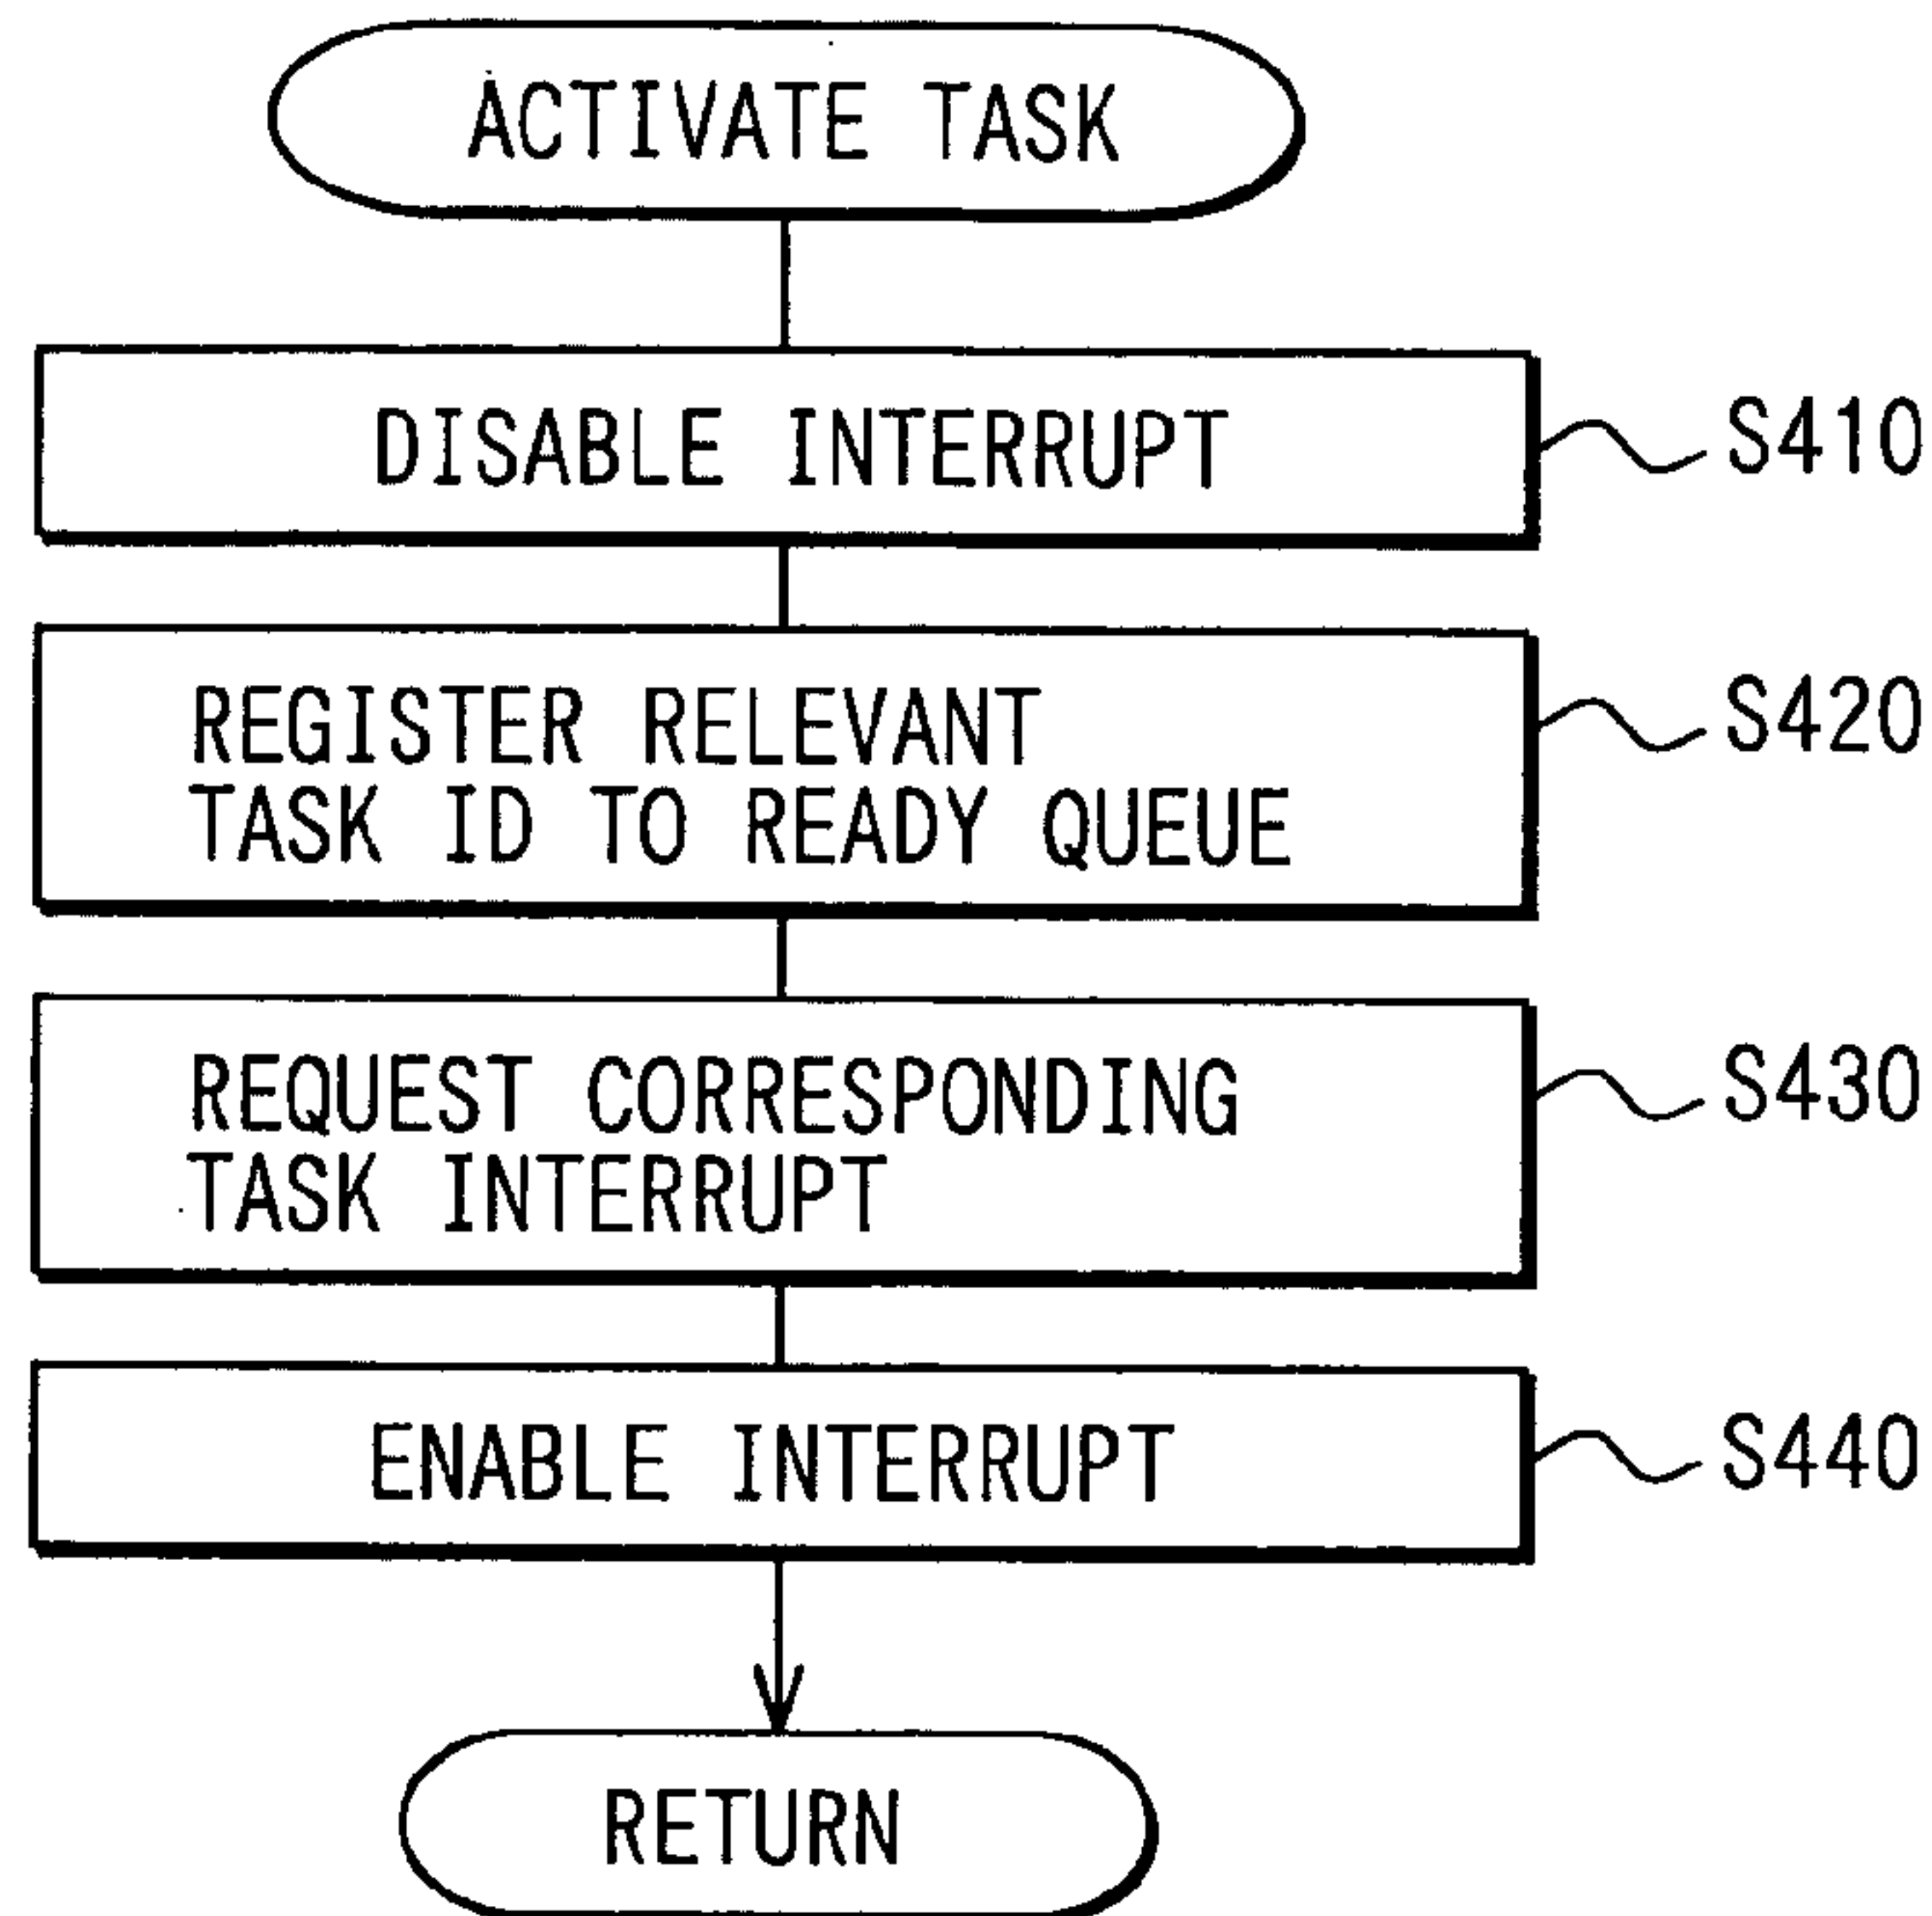 ACTIVATE TASK
DISABLE INTERRUPT
S410
REGISTER RELEVANT
TASK ID TO READY QUEUE
S420
REQUEST CORRESPONDING
TASK INTERRUPT
S430
ENABLE INTERRUPT
S440
RETURN